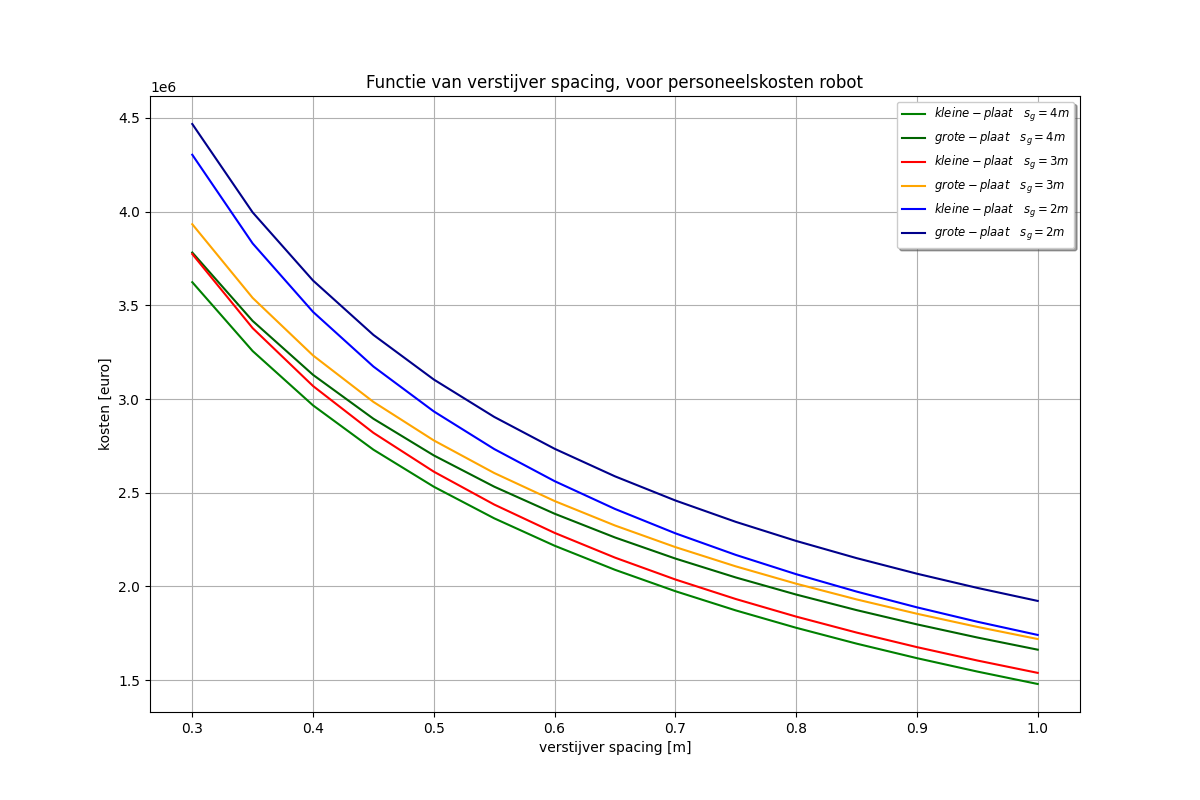 Functie van verstijver spacing, voor personeelskosten robot
1e6
4.5
4.0
3.5
3.0
2.5
2.0
1.5
kosten [euro]
0.3 0.4 0.5 0.6 0.7 0.8 0.9 1.0
verstijver spacing [m]
kleine − plaat s_g = 4m
grote − plaat s_g = 4m
kleine − plaat s_g = 3m
grote − plaat s_g = 3m
kleine − plaat s_g = 2m
grote − plaat s_g = 2m